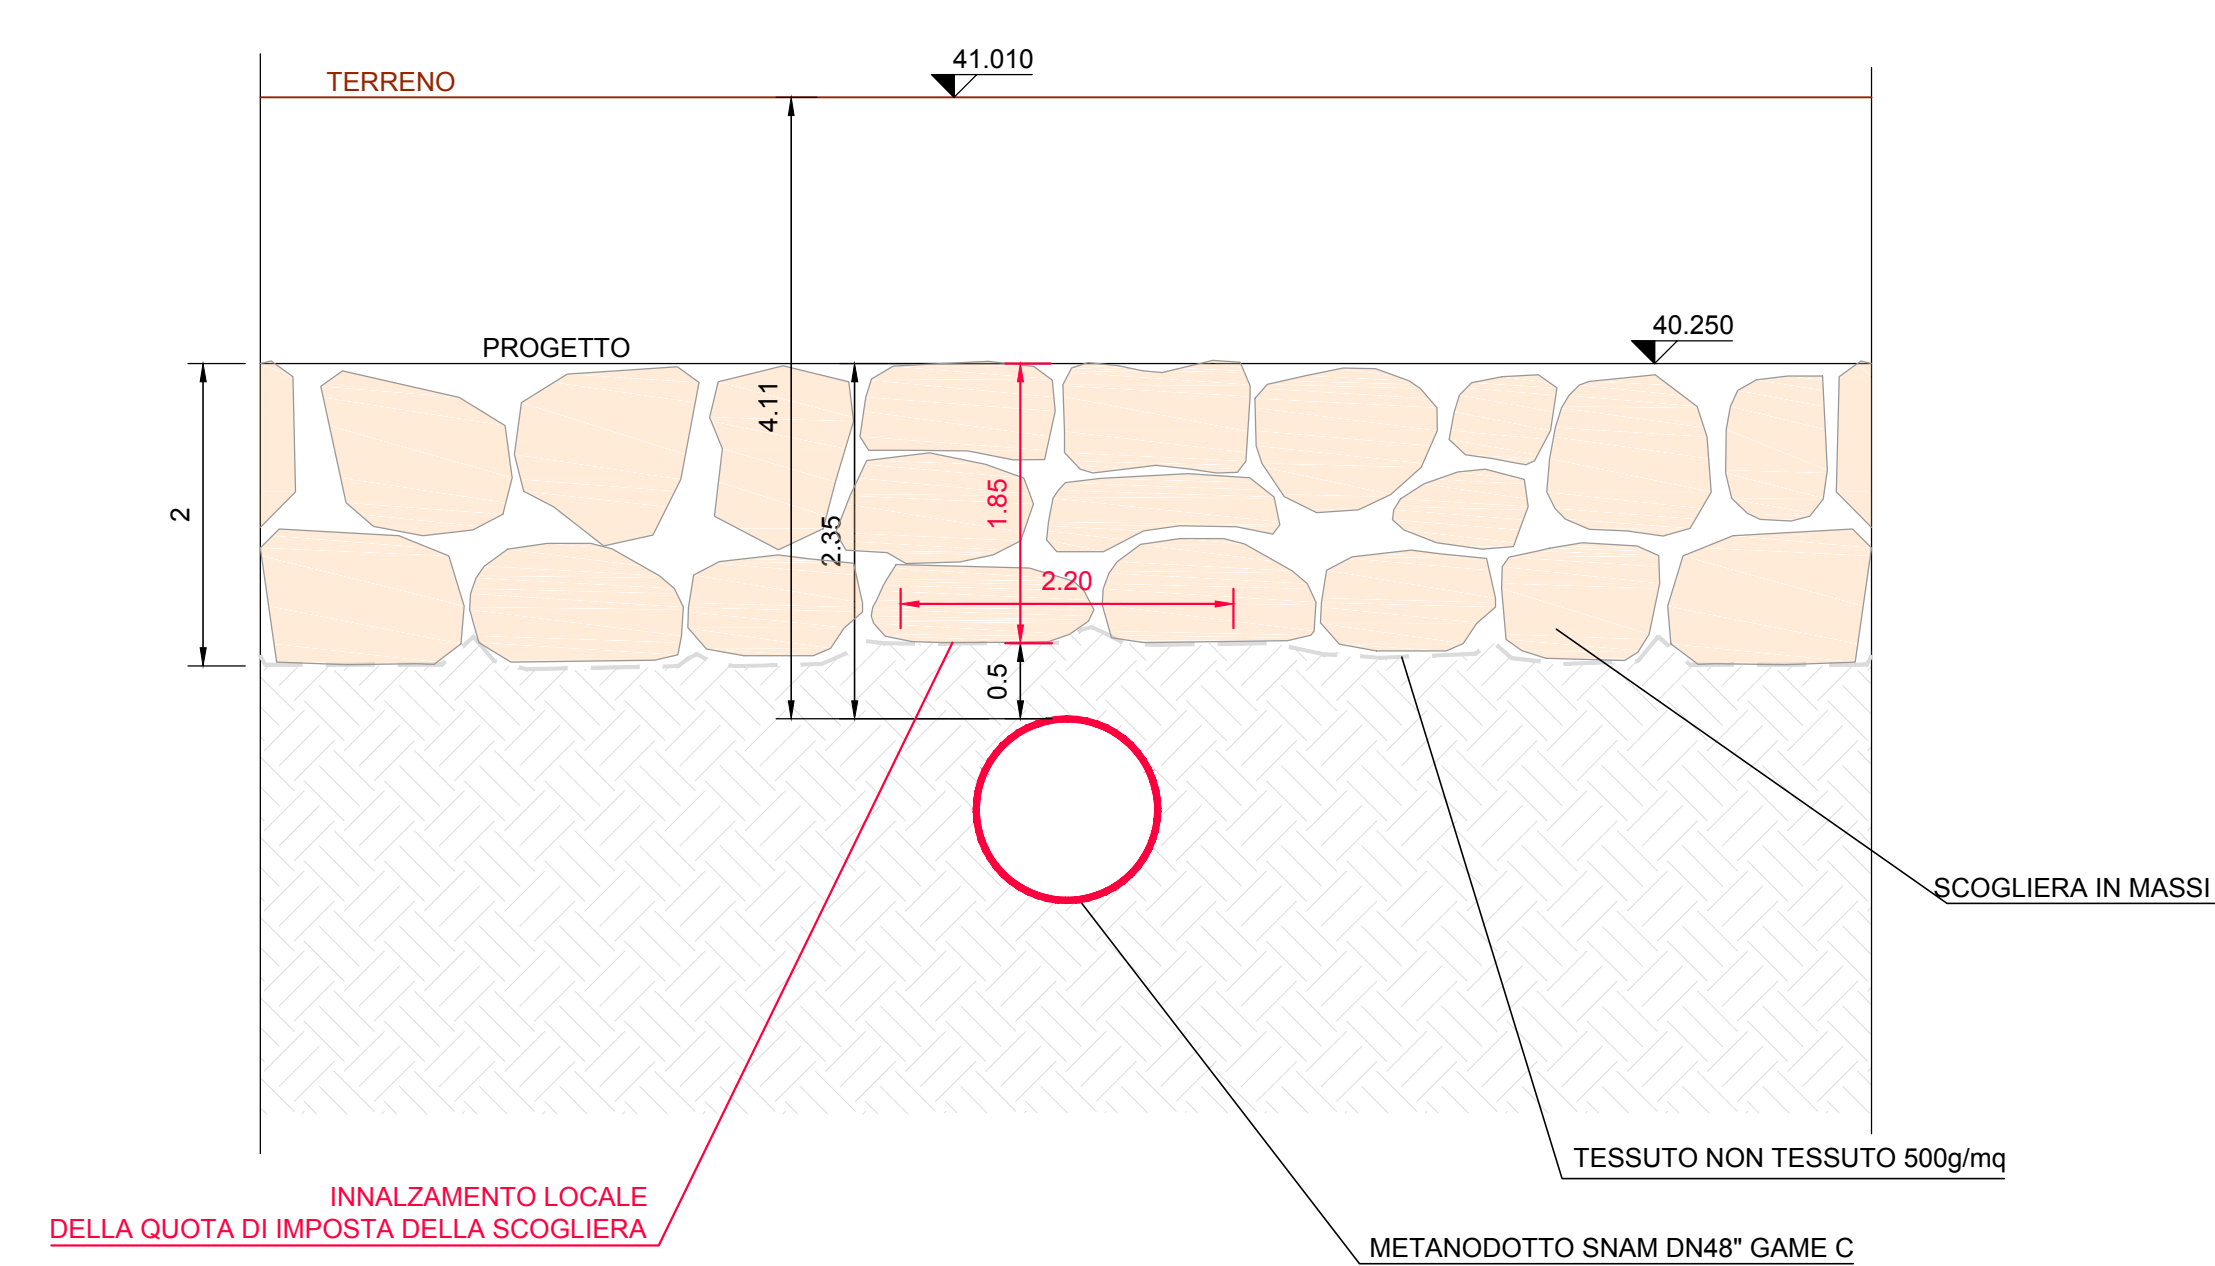 41.010
TERRENO
40.250
PROGETTO
4.11
2
2.35
1.85
2.20
0.5
SCOGLIERA IN MASSI
TESSUTO NON TESSUTO 500g/mq
INNALZAMENTO LOCALE
DELLA QUOTA DI IMPOSTA DELLA SCOGLIERA
METANODOTTO SNAM DN48" GAME C